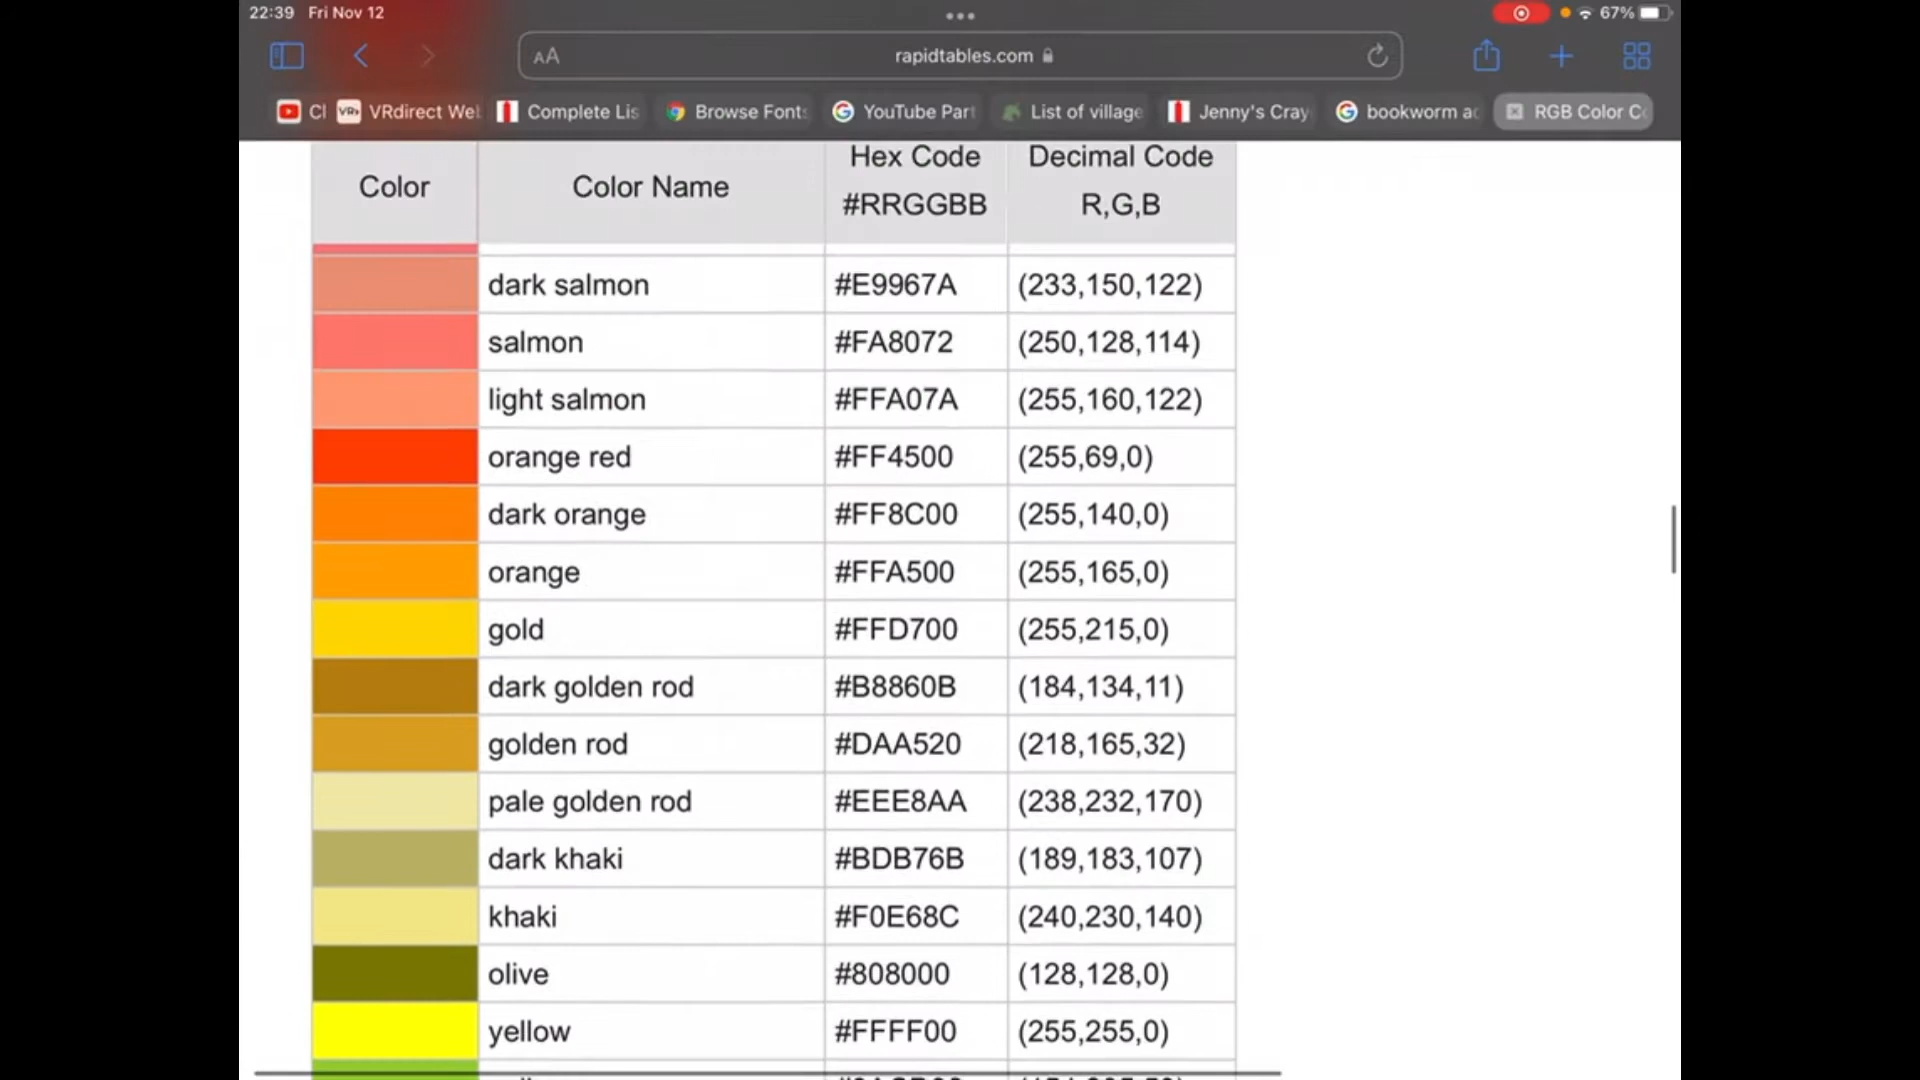 22:39 Fri Nov 12
67%
AA rapidtables.com
Cl VRdirect We Complete Lis Browse Font YouTube Part List of village Jenny's Cray bookworm ac RGB Color C
Color Color Name Hex Code #RRGGBB Decimal Code R,G,B
dark salmon #E9967A (233,150,122)
salmon #FA8072 (250,128,114)
light salmon #FFA07A (255,160,122)
orange red #FF4500 (255,69,0)
dark orange #FF8C00 (255,140,0)
orange #FFA500 (255,165,0)
gold #FFD700 (255,215,0)
dark golden rod #B8860B (184,134,11)
golden rod #DAA520 (218,165,32)
pale golden rod #EEE8AA (238,232,170)
dark khaki #BDB76B (189,183,107)
khaki #F0E68C (240,230,140)
olive #808000 (128,128,0)
yellow #FFFF00 (255,255,0)